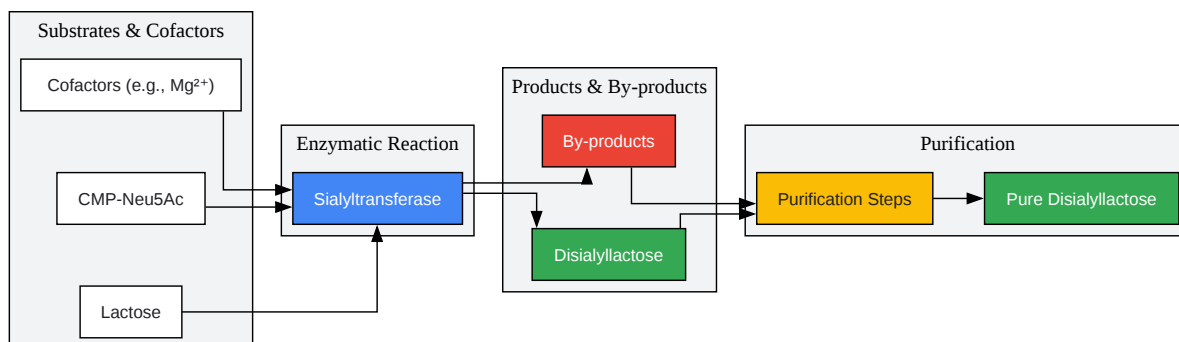 Substrates & Cofactors
Cofactors (e.g., Mg²⁺)
CMP-Neu5Ac
Lactose
Enzymatic Reaction
Sialyltransferase
Products & By-products
By-products
Disialyllactose
Purification
Purification Steps
Pure Disialyllactose